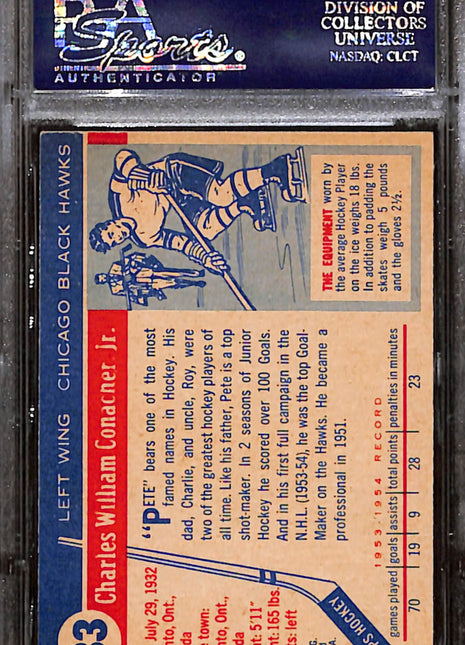 PSA
Sports.
AUTHENTICATOR
DIVISION OF
COLLECTORS
UNIVERSE
NASDAQ: CLCT
LEFT WING CHICAGO BLACK HAWKS
Charles William Conacher Jr.
July 29, 1932
Ont.,
town:
5'11"
165 lbs.
left
"PETE" bears one of the most
famed names in Hockey. His
dad, Charlie, and uncle, Roy, were
two of the greatest hockey players of
all time. Like his father, Pete is a top
shot-maker. In 2 seasons of Junior
Hockey he scored over 100 Goals.
And in his first full campaign in the
N.H.L. (1953-54), he was the top Goal-
Maker on the Hawks. He became a
professional in 1951.
THE EQUIPMENT worn by
the average Hockey Player
on the ice weighs 18 lbs.
In addition to padding the
skates weigh 5 pounds
and the gloves 2½.
1953-1954 RECORD
games played goals assists total points penalties in minutes
70 19 9 28 23
HOCKEY